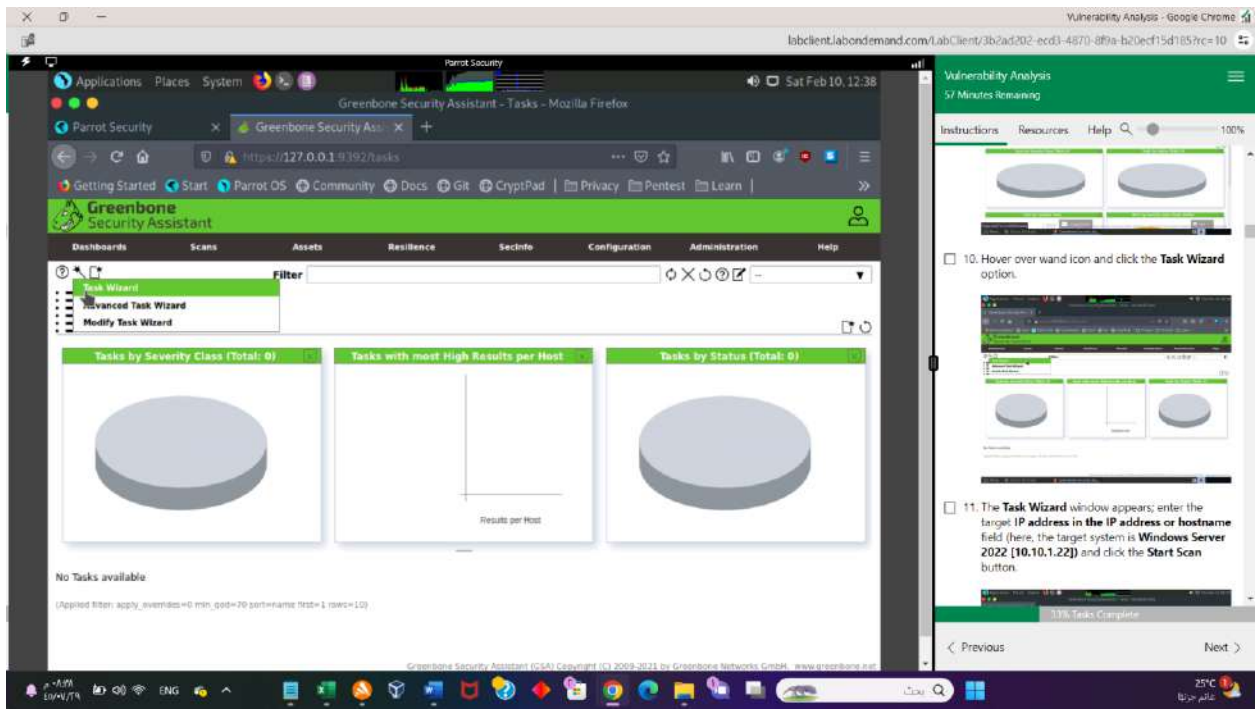 Vulnerability Analysis - Google Chrome
labclient.labondemand.com/LabClient/3b2ad202-ecd3-4870-8f9a-b20ecf15d185?rc=10
Parrot Security
Applications Places System
Sat Feb 10, 12:38
Greenbone Security Assistant - Tasks - Mozilla Firefox
Parrot Security
Greenbone Security Ass
https://127.0.0.1:9392/tasks
Getting Started Start Parrot OS Community Docs Git CryptPad Privacy Pentest Learn
Greenbone
Security Assistant
Dashboards Scans Assets Resilience SecInfo Configuration Administration Help
Filter
--
Task Wizard
Advanced Task Wizard
Modify Task Wizard
Tasks by Severity Class (Total: 0)
Tasks with most High Results per Host
Tasks by Status (Total: 0)
Results per Host
No Tasks available
(Applied filter: apply_overrides=0 min_qod=70 sort=name first=1 rows=10)
Greenbone Security Assistant (GSA) Copyright (C) 2009-2021 by Greenbone Networks GmbH, www.greenbone.net
Vulnerability Analysis
57 Minutes Remaining
Instructions Resources Help 100%
10. Hover over wand icon and click the Task Wizard
option.
11. The Task Wizard window appears; enter the
target IP address in the IP address or hostname
field (here, the target system is Windows Server
2022 [10.10.1.22]) and click the Start Scan
button.
33% Tasks Complete
< Previous Next >
ENG
بحث
25°C
غائم جزئيًا